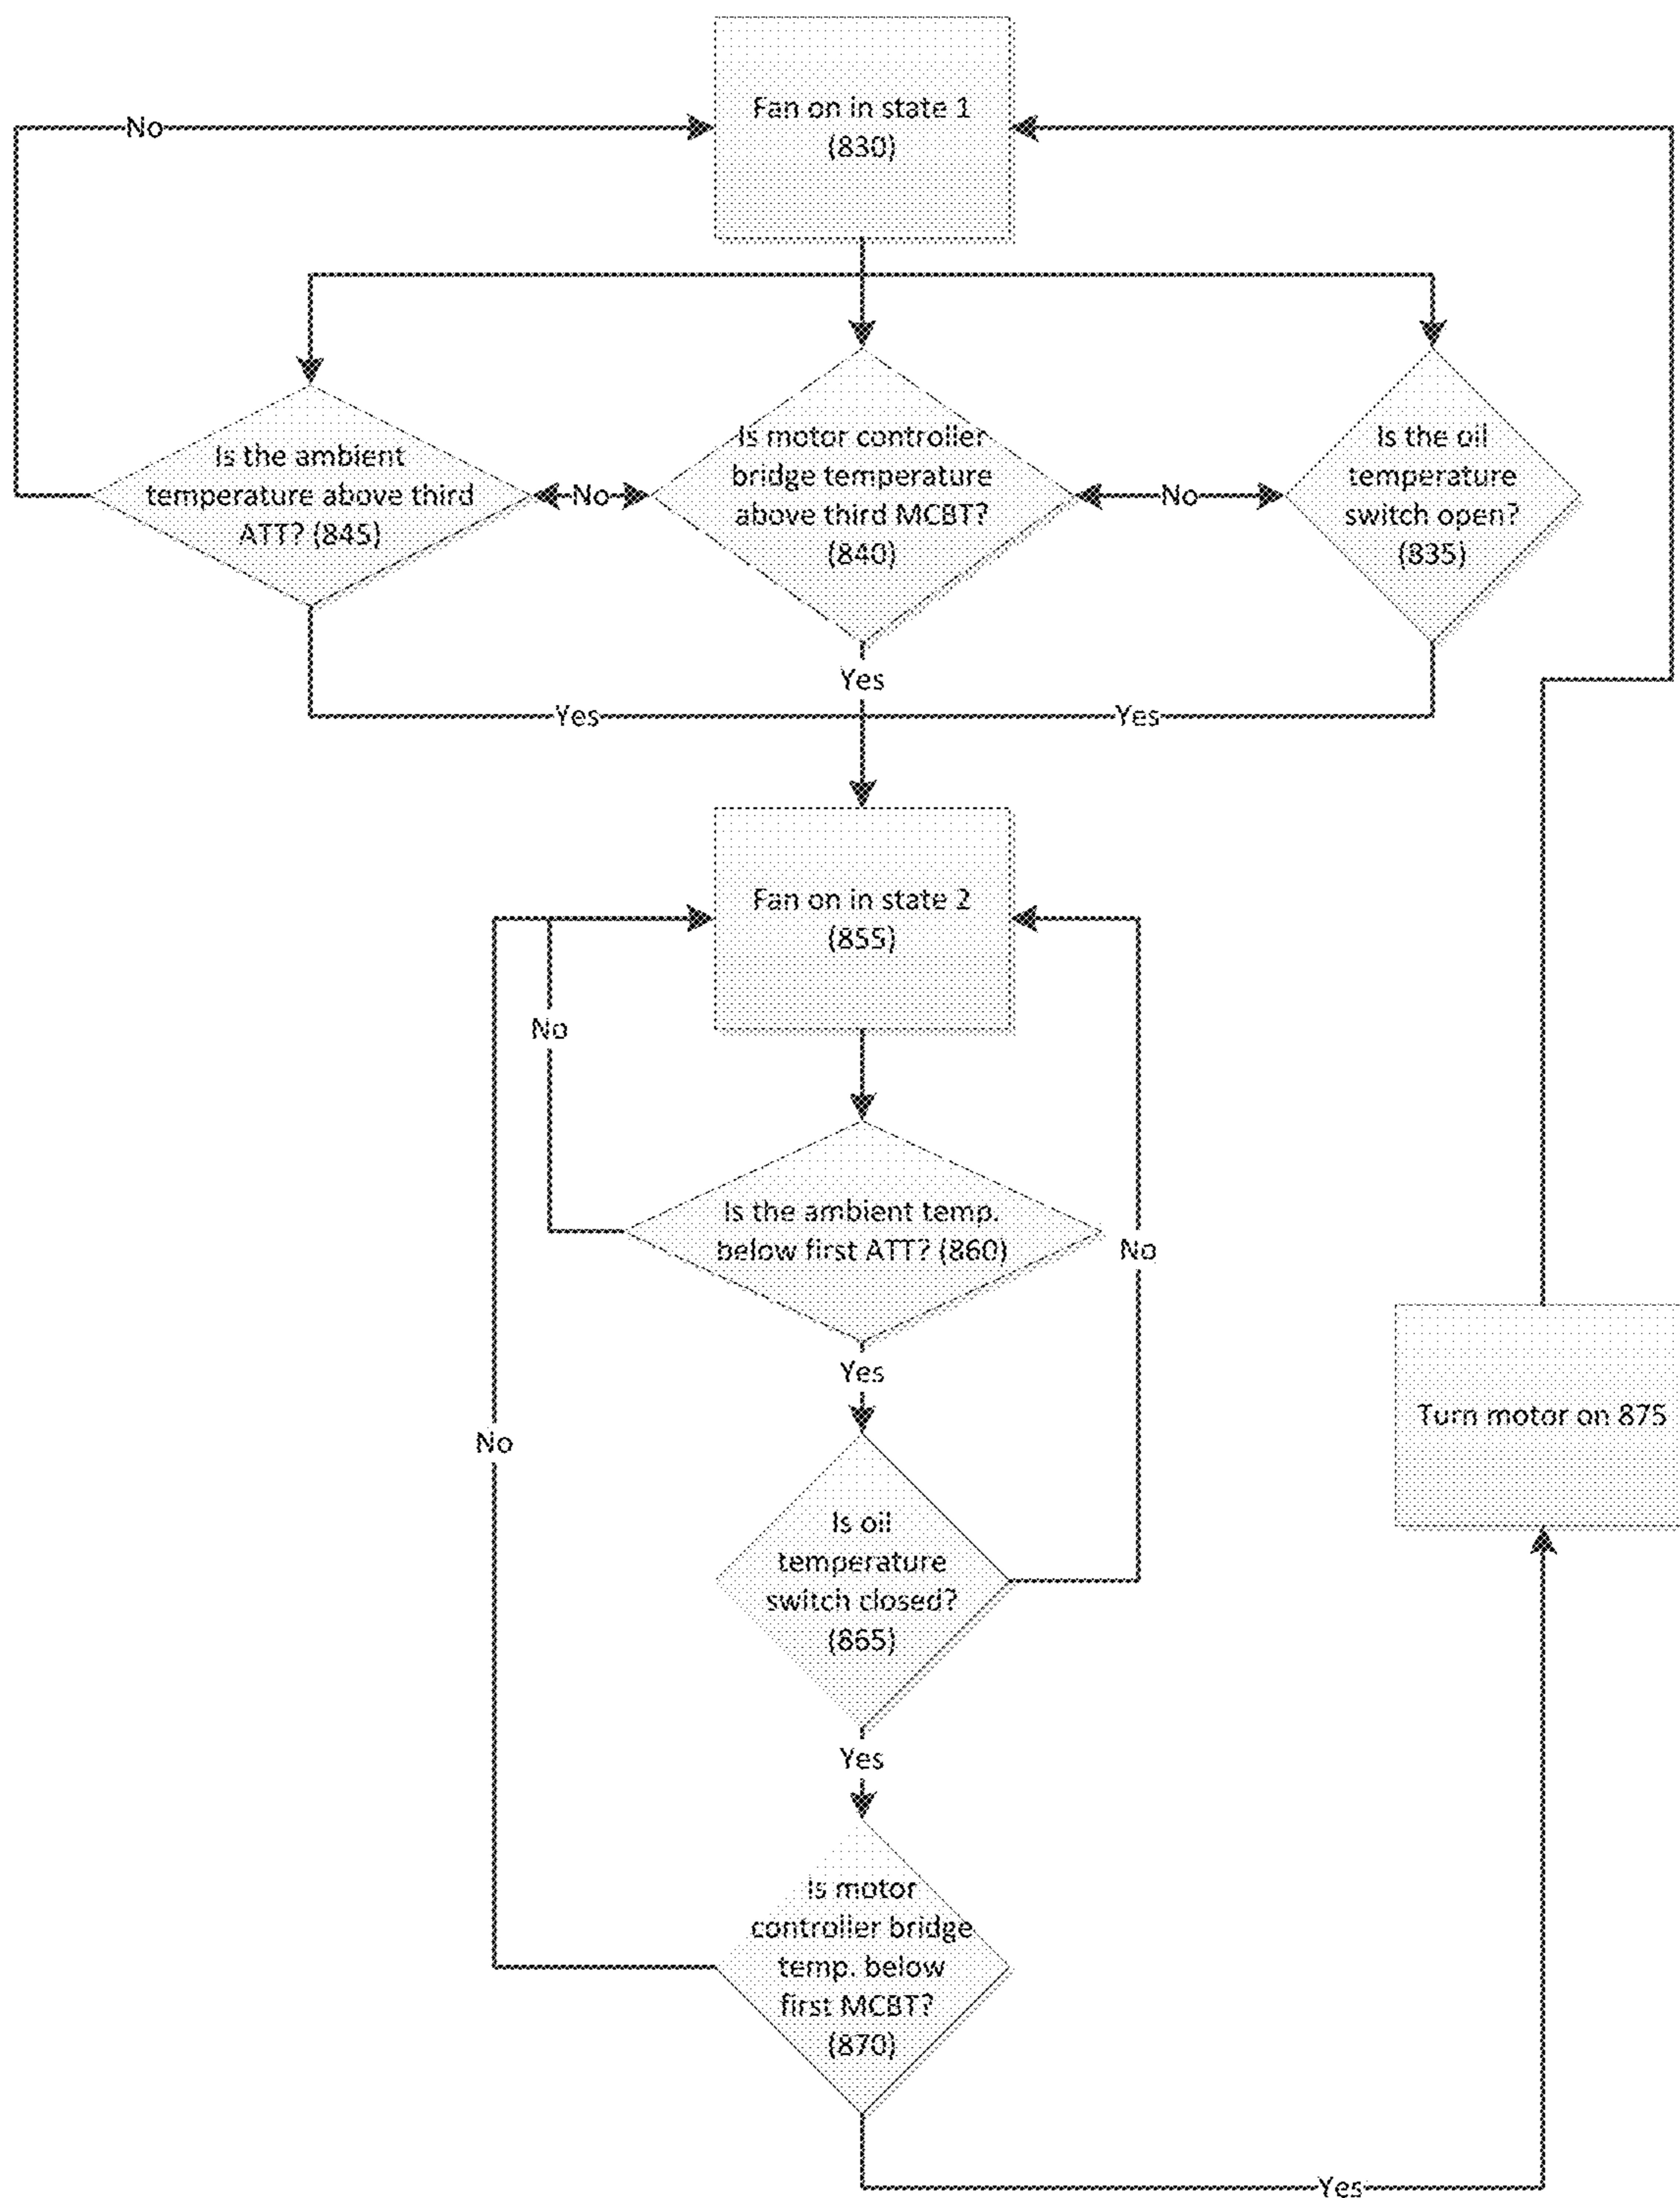 Fan on in state 1
(830)
No
Is the ambient
temperature above third
ATT? (845)
No
Is motor controller
bridge temperature
above third MCBT?
(840)
No
Is the oil
temperature
switch open?
(835)
Yes
Yes
Yes
Fan on in state 2
(855)
No
Is the ambient temp.
below first ATT? (860)
No
Yes
Turn motor on 875
No
Is oil
temperature
switch closed?
(865)
Yes
Is motor
controller bridge
temp. below
first MCBT?
(870)
Yes